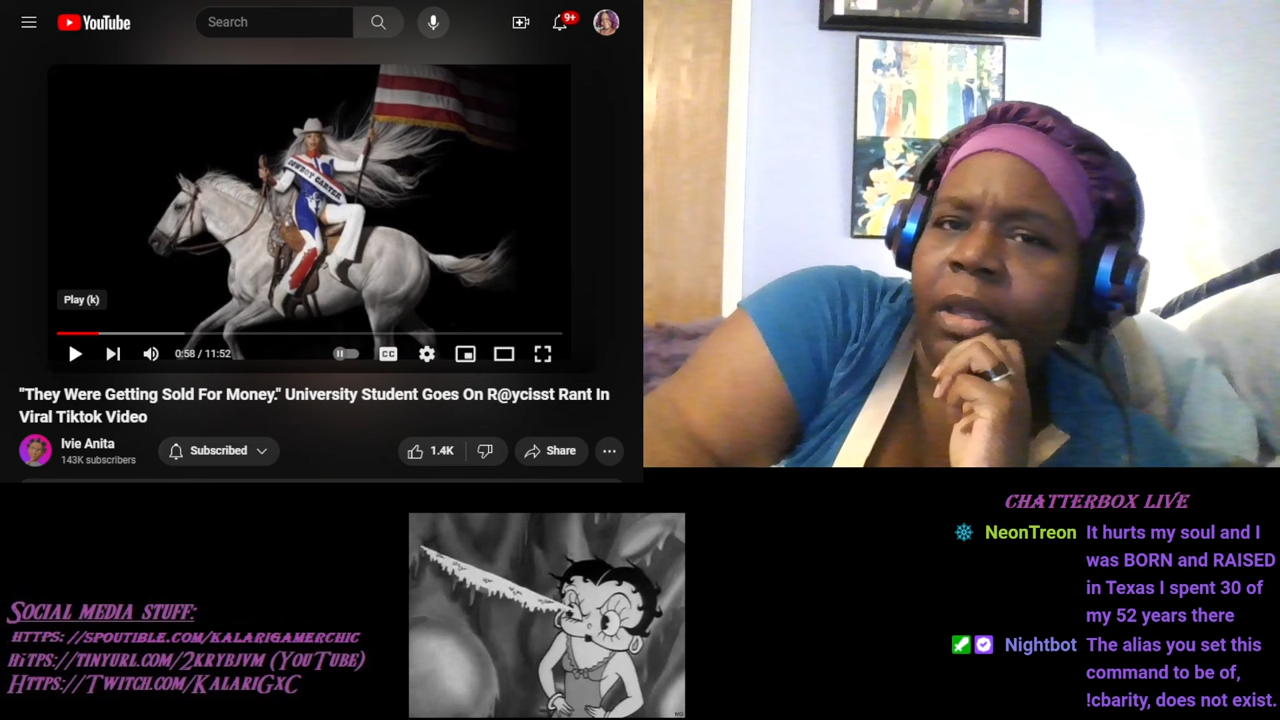 YouTube
Search
9+
COWBOY CARTER
Play (k)
0:58 / 11:52
CC
"They Were Getting Sold For Money." University Student Goes On R@ycisst Rant In
Viral Tiktok Video
Ivie Anita
143K subscribers
Subscribed
1.4K
Share
CHATTERBOX LIVE
NeonTreon It hurts my soul and I
was BORN and RAISED
in Texas I spent 30 of
my 52 years there
Nightbot The alias you set this
command to be of,
!cbarity, does not exist.
SOCIAL MEDIA STUFF:
HTTPS://SPOUTIBLE.COM/KALARIGAMERCHIC
HTTPS://TINYURL.COM/2KRYBJVM (YOUTUBE)
HTTPS://TWITCH.COM/KALARIGXC